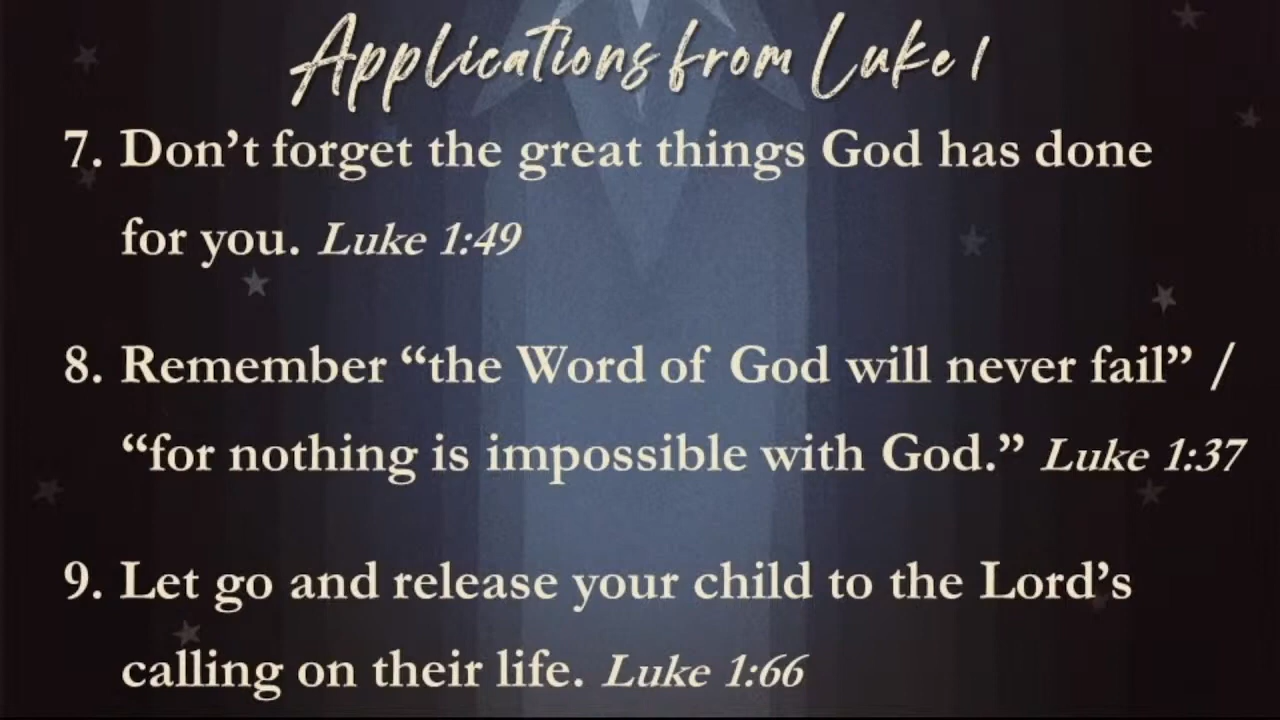 Applications from Luke 1
7. Don’t forget the great things God has done
for you. Luke 1:49
8. Remember “the Word of God will never fail” /
“for nothing is impossible with God.” Luke 1:37
9. Let go and release your child to the Lord’s
calling on their life. Luke 1:66